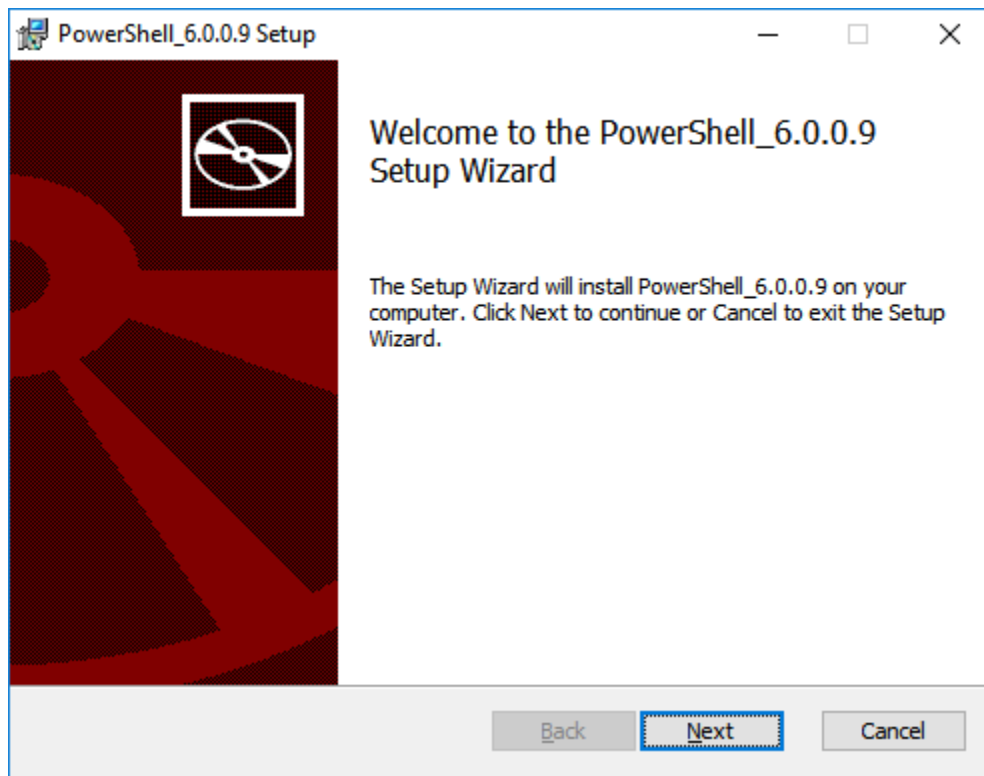 PowerShell_6.0.0.9 Setup
Welcome to the PowerShell_6.0.0.9
Setup Wizard
The Setup Wizard will install PowerShell_6.0.0.9 on your
computer. Click Next to continue or Cancel to exit the Setup
Wizard.
Back
Next
Cancel